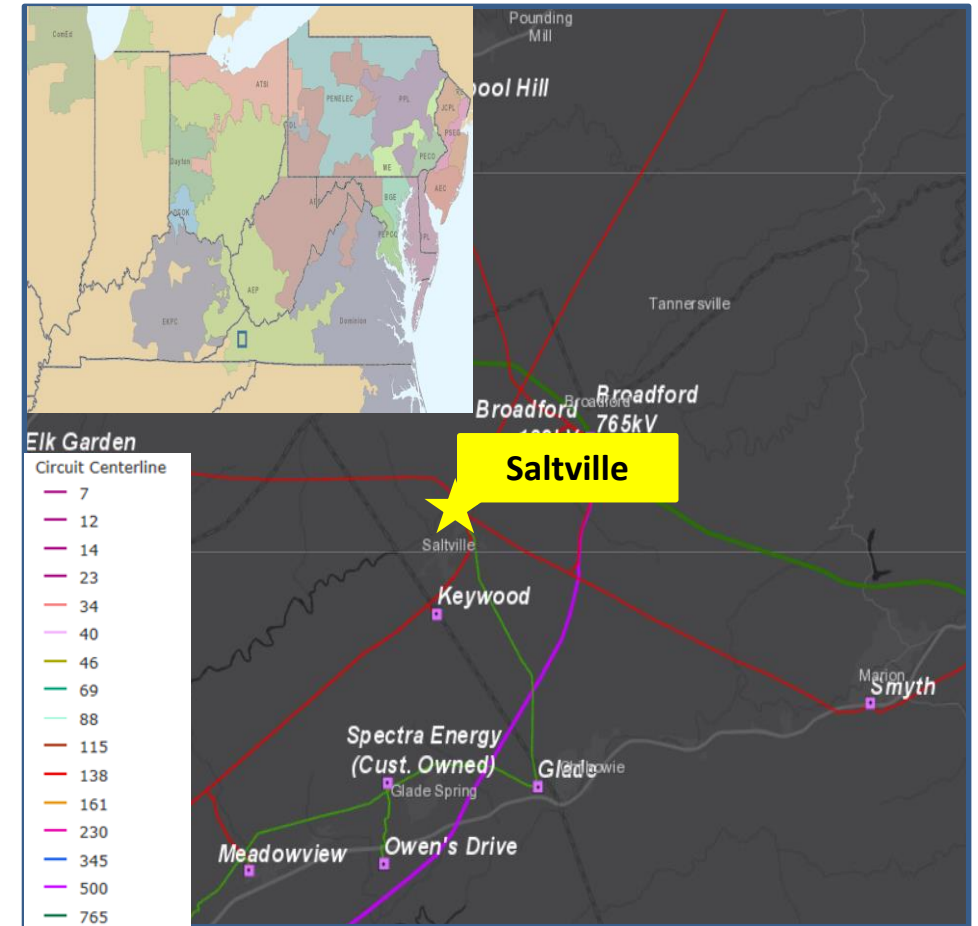 ComEd
ATSI
PENELEC
PPL
JCPL
PSEG
Dayton
ME
PECO
AEC
DEOK
BGE
PEPCO
DPL
AEP
EKPC
Dominion
Pounding
Mill
Tannersville
Broadford
Broadford
Broadford
765kV
Elk Garden
Saltville
Saltville
Keywood
Marion
Smyth
Spectra Energy
(Cust. Owned)
Glade
Glade Spring
Meadowview
Owen's Drive
Circuit Centerline
7
12
14
23
34
40
46
69
88
115
138
161
230
345
500
765